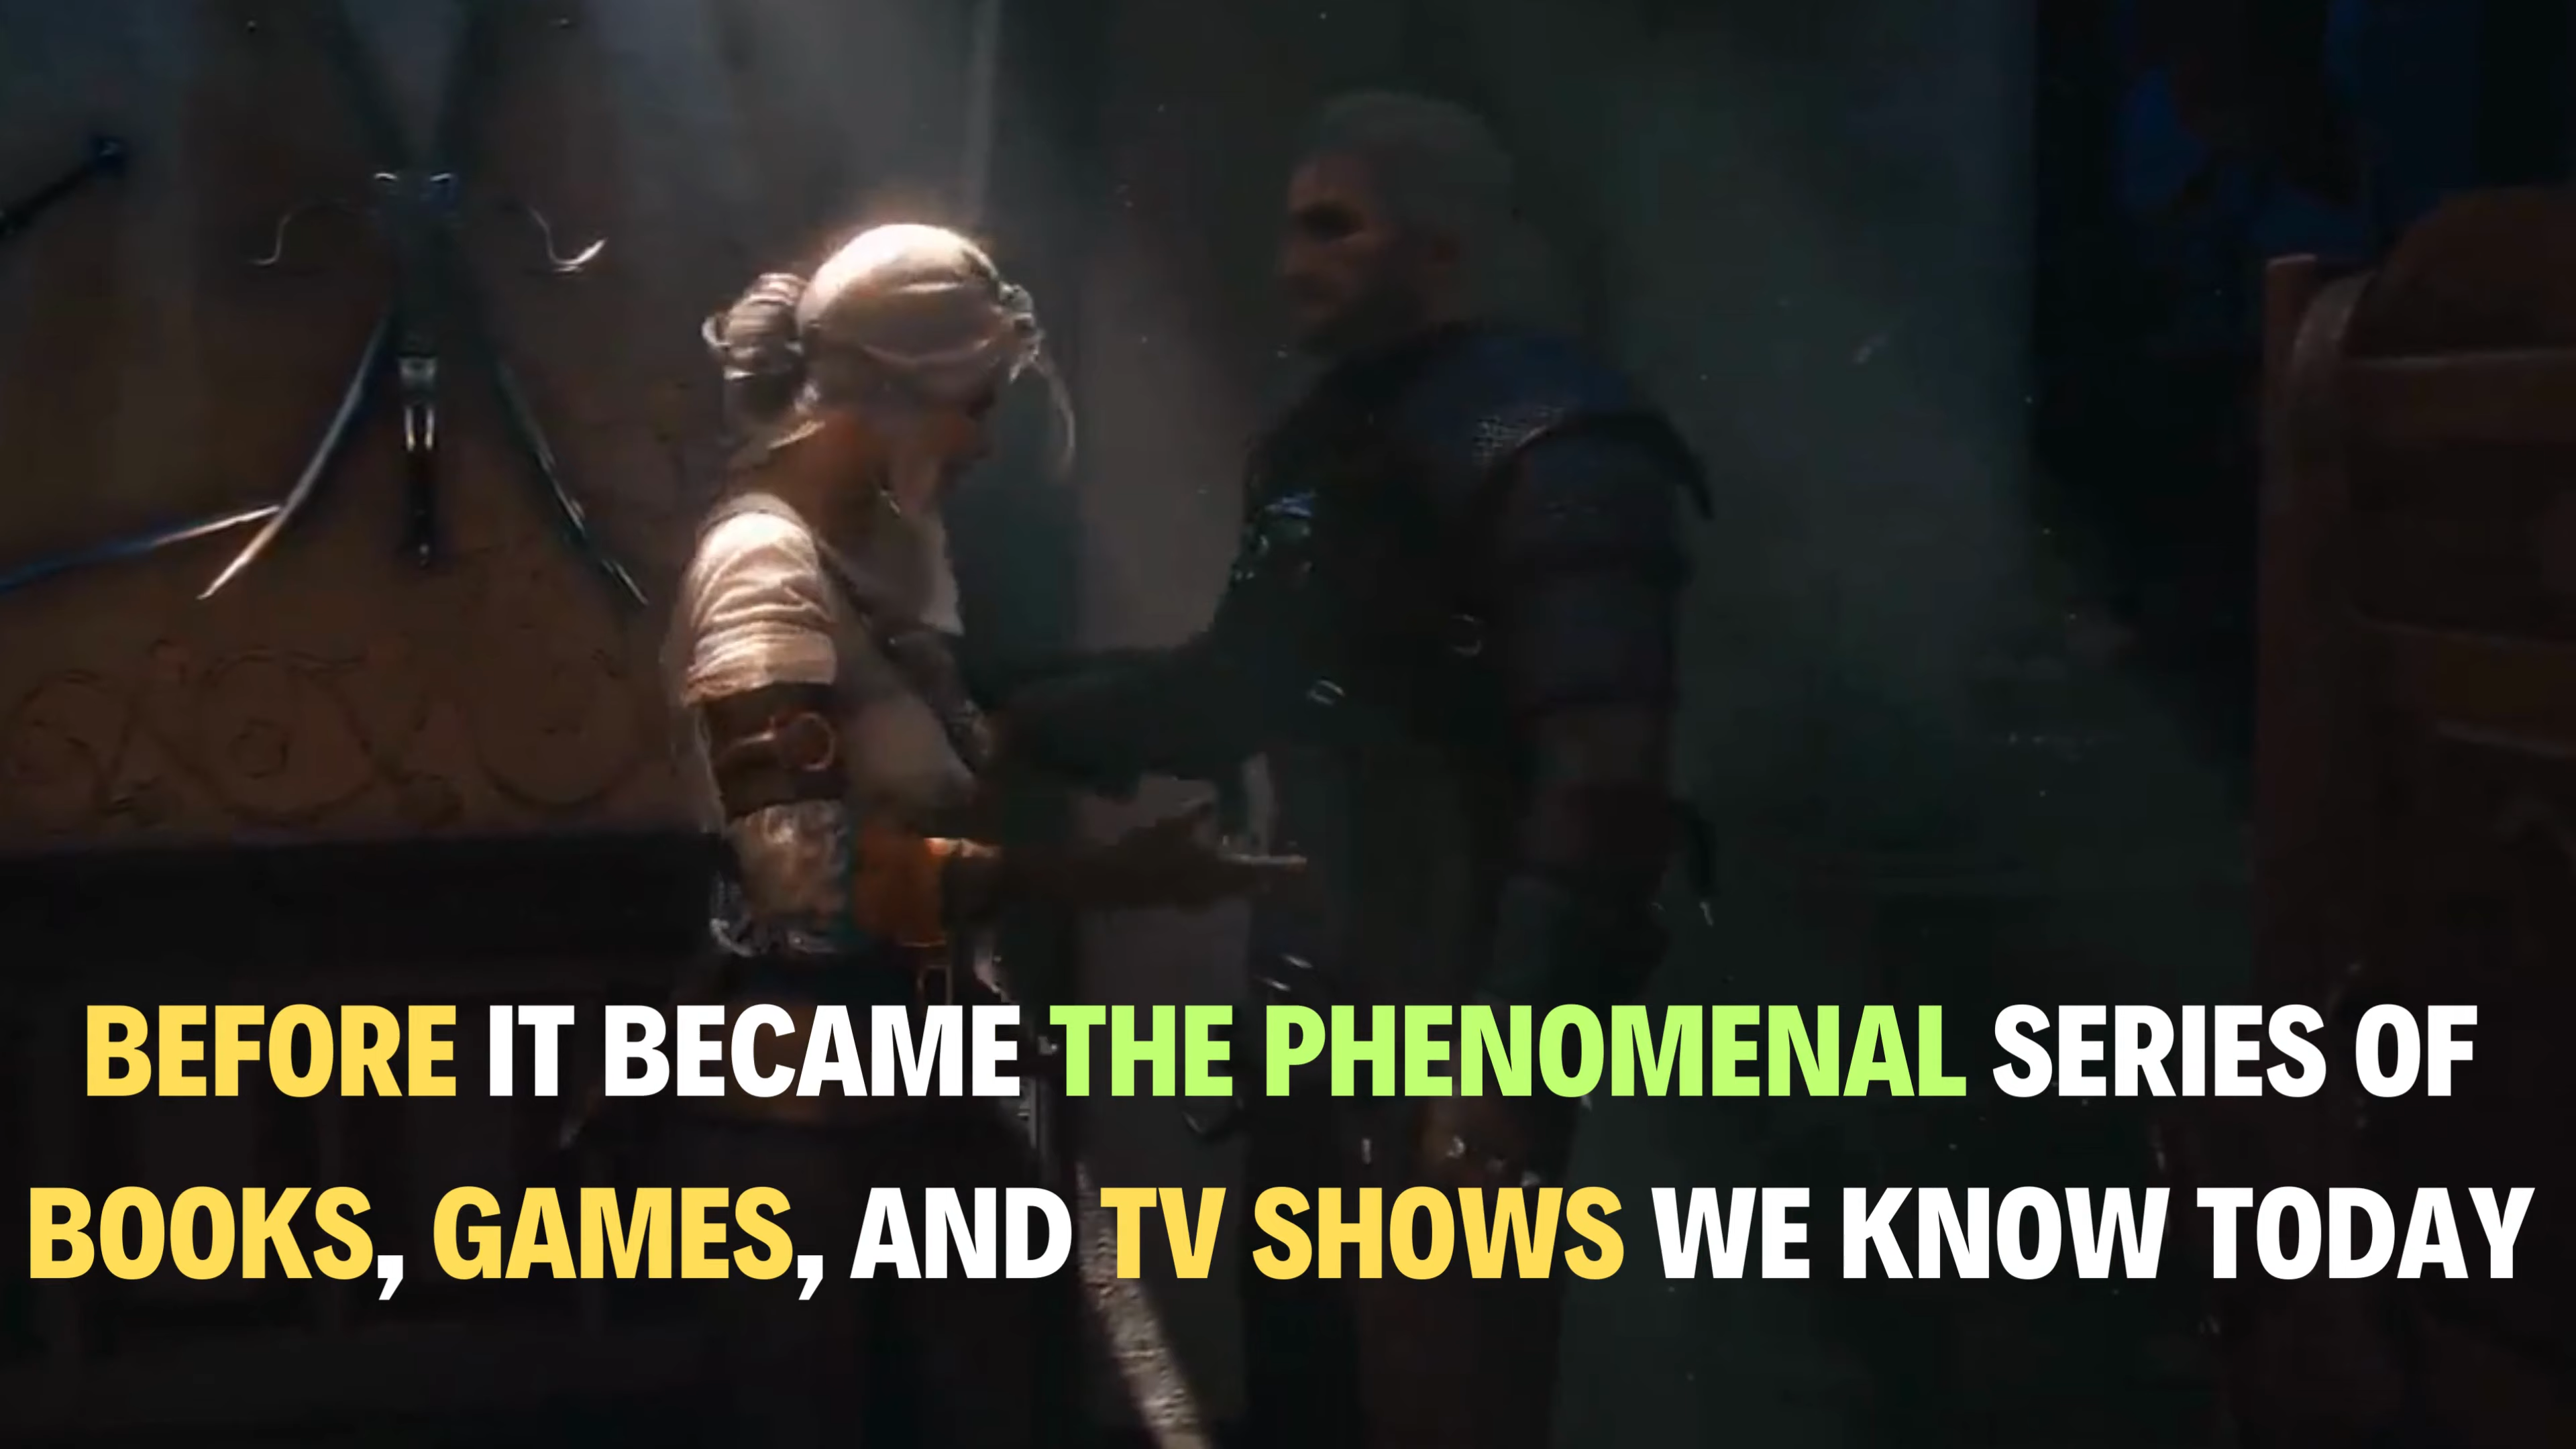 BEFORE IT BECAME THE PHENOMENAL SERIES OF
BOOKS, GAMES, AND TV SHOWS WE KNOW TODAY